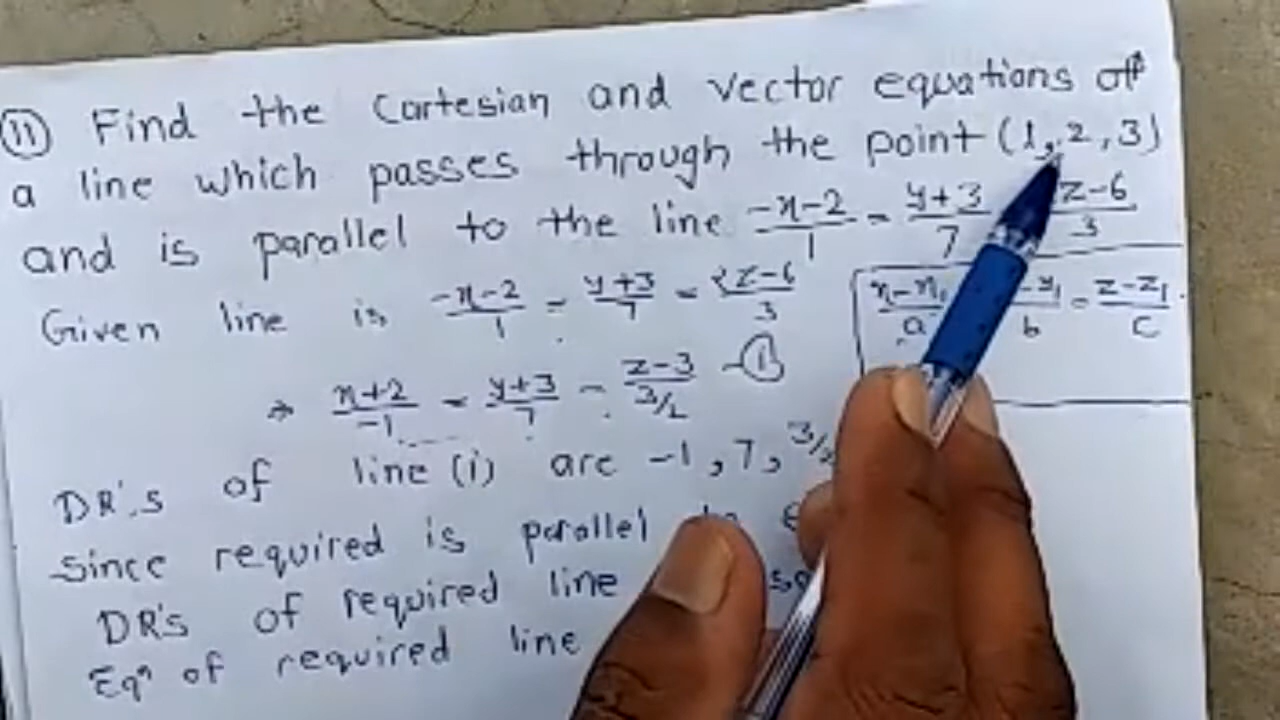 (11) Find the Cartesian and vector equations of
a line which passes through the point (1, 2, 3)
and is parallel to the line (-x-2)/1 = (y+3)/7 z-6/3
Given line is (-x-2)/1 = (y+3)/7 = (2z-6)/3
(x-x₁)/a -y₁/b = (z-z₁)/c
⇒ (x+2)/-1 = (y+3)/7 = (z-3)/(3/2) -(i)
DR's of line (i) are -1, 7, 3/2
since required is parallel to
DR's of required line
Eqⁿ of required line